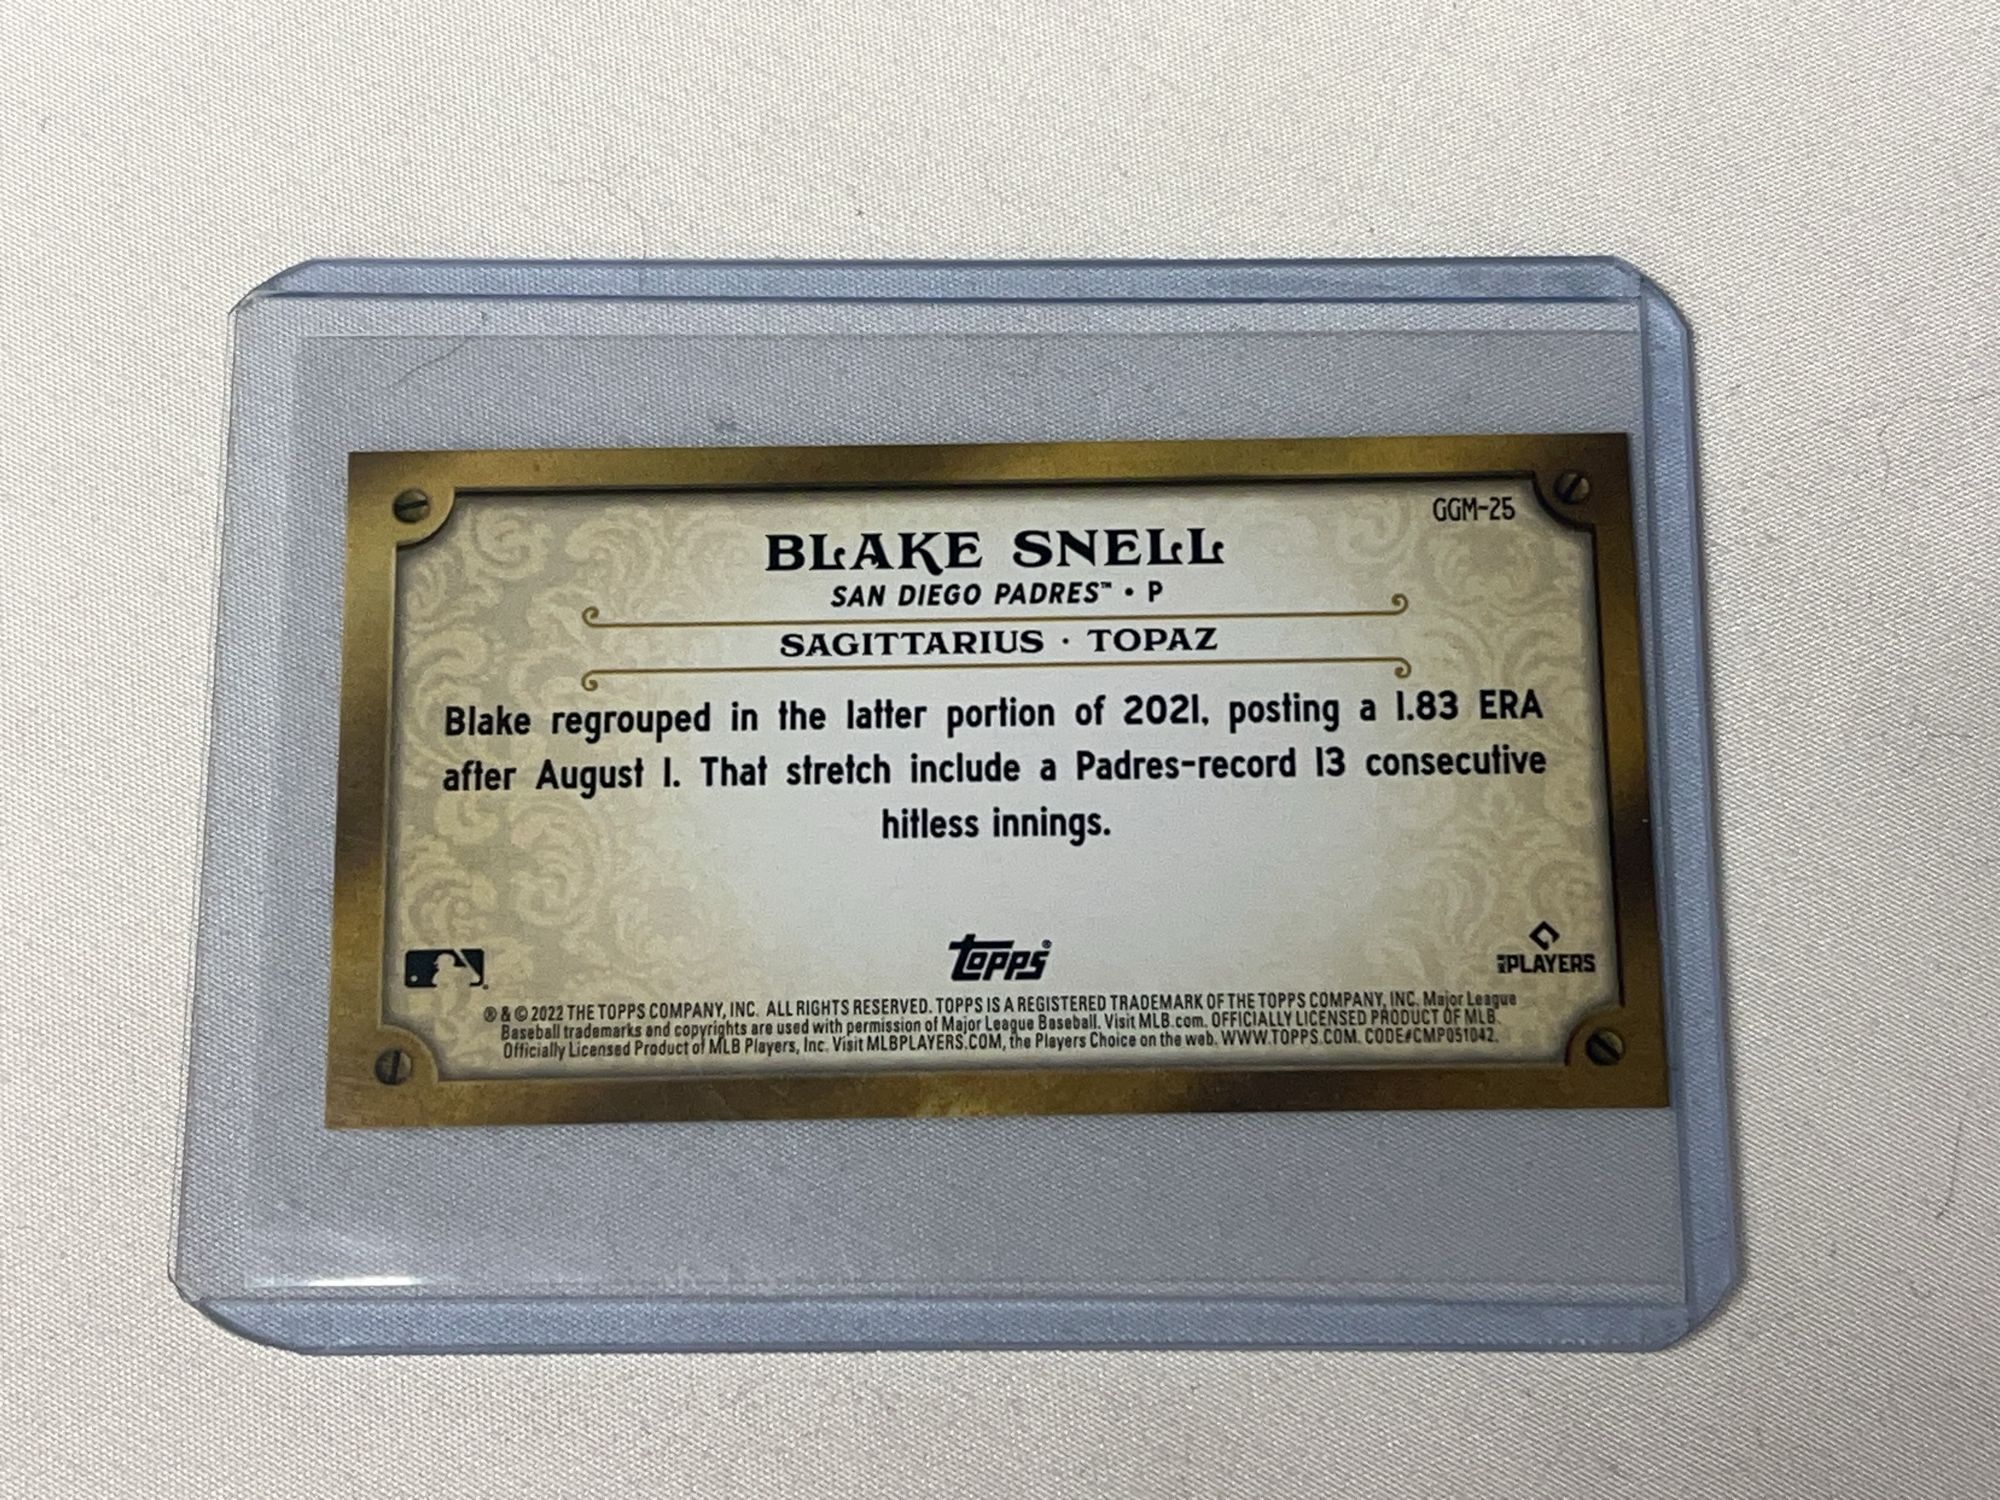 GGM-25
BLAKE SNELL
SAN DIEGO PADRES™ • P
SAGITTARIUS · TOPAZ
Blake regrouped in the latter portion of 2021, posting a 1.83 ERA
after August 1. That stretch include a Padres-record 13 consecutive
hitless innings.
topps®
PLAYERS
® & © 2022 THE TOPPS COMPANY, INC. ALL RIGHTS RESERVED. TOPPS IS A REGISTERED TRADEMARK OF THE TOPPS COMPANY, INC. Major League
Baseball trademarks and copyrights are used with permission of Major League Baseball. Visit MLB.com. OFFICIALLY LICENSED PRODUCT OF MLB
Officially Licensed Product of MLB Players, Inc. Visit MLBPLAYERS.COM, the Players Choice on the web. WWW.TOPPS.COM. CODE#CMP051042.